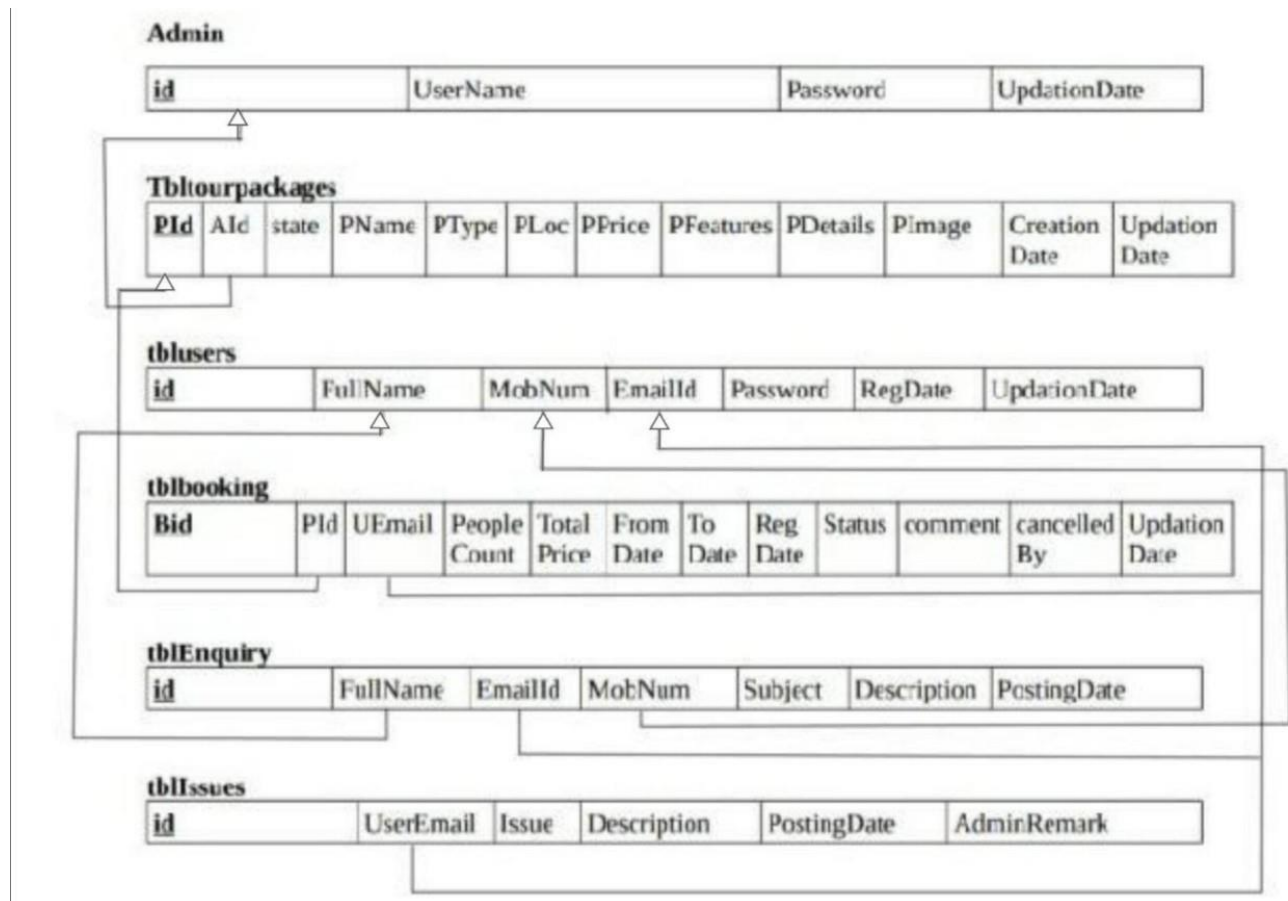 Admin
id UserName Password UpdationDate
Tbltourpackages
PId AId state PName PType PLoc PPrice PFeatures PDetails PImage Creation Updation
Date Date
tblusers
id FullName MobNum EmailId Password RegDate UpdationDate
tblbooking
Bid PId UEmail People Total From To Reg Status comment cancelled Updation
Count Price Date Date Date By Date
tblEnquiry
id FullName EmailId MobNum Subject Description PostingDate
tblIssues
id UserEmail Issue Description PostingDate AdminRemark